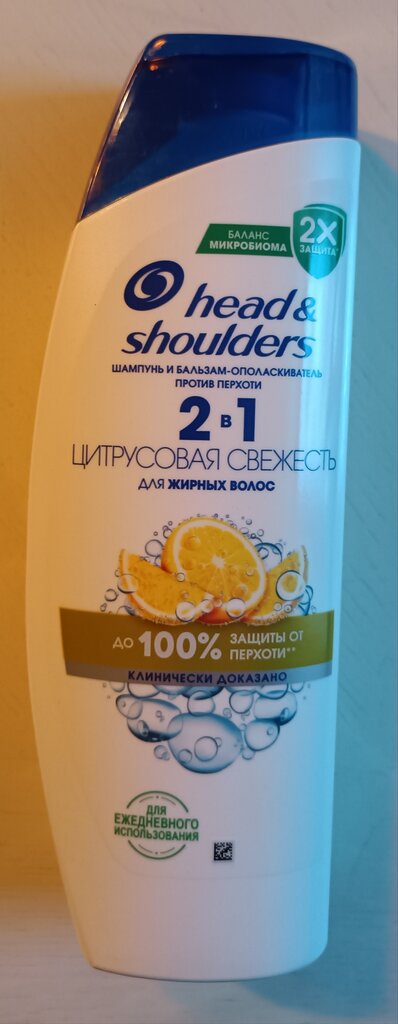 БАЛАНС
МИКРОБИОМА
2X
ЗАЩИТА*
head&
shoulders
ШАМПУНЬ И БАЛЬЗАМ-ОПОЛАСКИВАТЕЛЬ
ПРОТИВ ПЕРХОТИ
2 в 1
ЦИТРУСОВАЯ СВЕЖЕСТЬ
ДЛЯ ЖИРНЫХ ВОЛОС
ДО 100% ЗАЩИТЫ ОТ
ПЕРХОТИ**
КЛИНИЧЕСКИ ДОКАЗАНО
ДЛЯ
ЕЖЕДНЕВНОГО
ИСПОЛЬЗОВАНИЯ